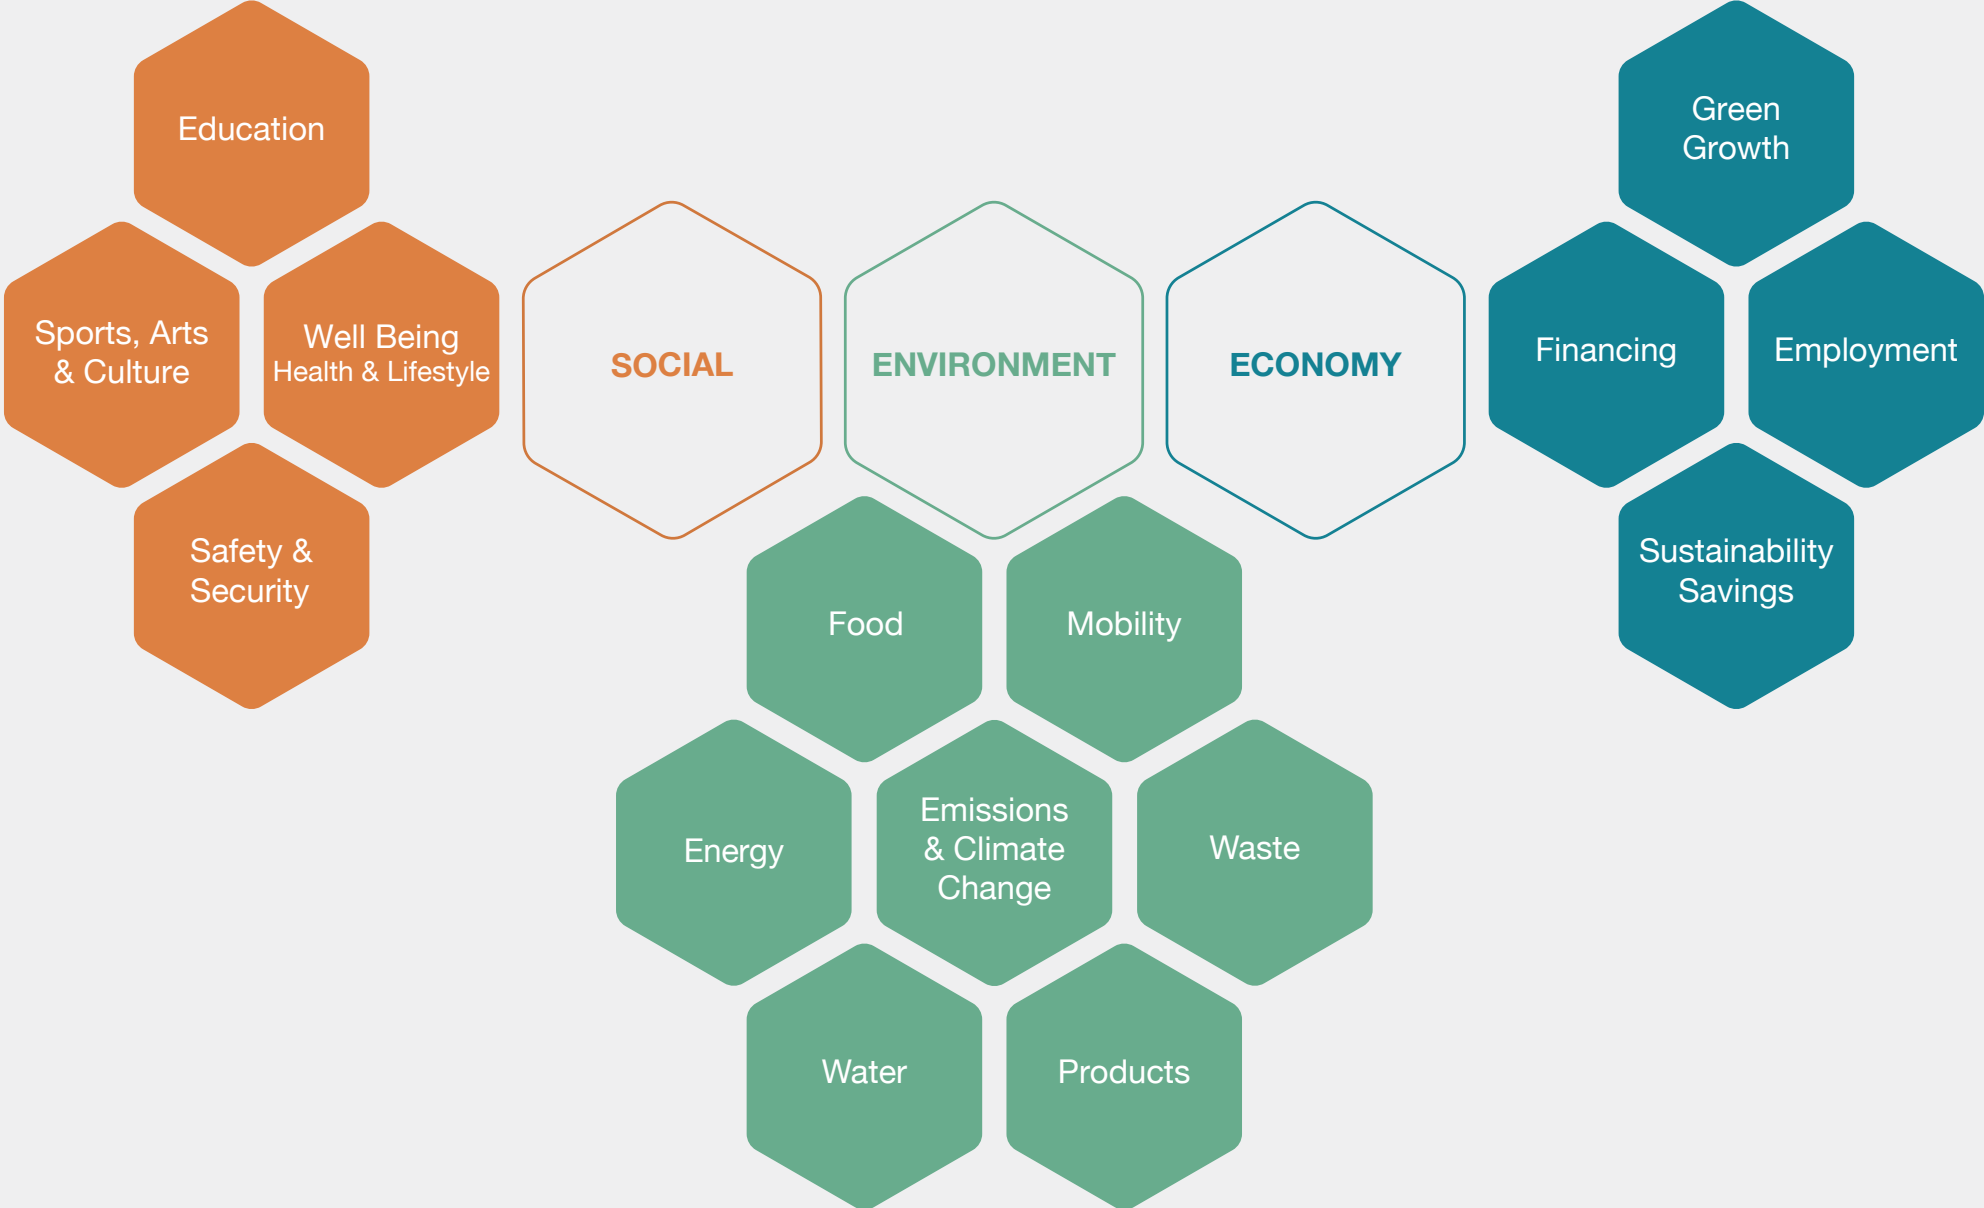 Education
Sports, Arts
& Culture
Well Being
Health & Lifestyle
Safety &
Security
SOCIAL
ENVIRONMENT
ECONOMY
Green
Growth
Financing
Employment
Sustainability
Savings
Food
Mobility
Energy
Emissions
& Climate
Change
Waste
Water
Products